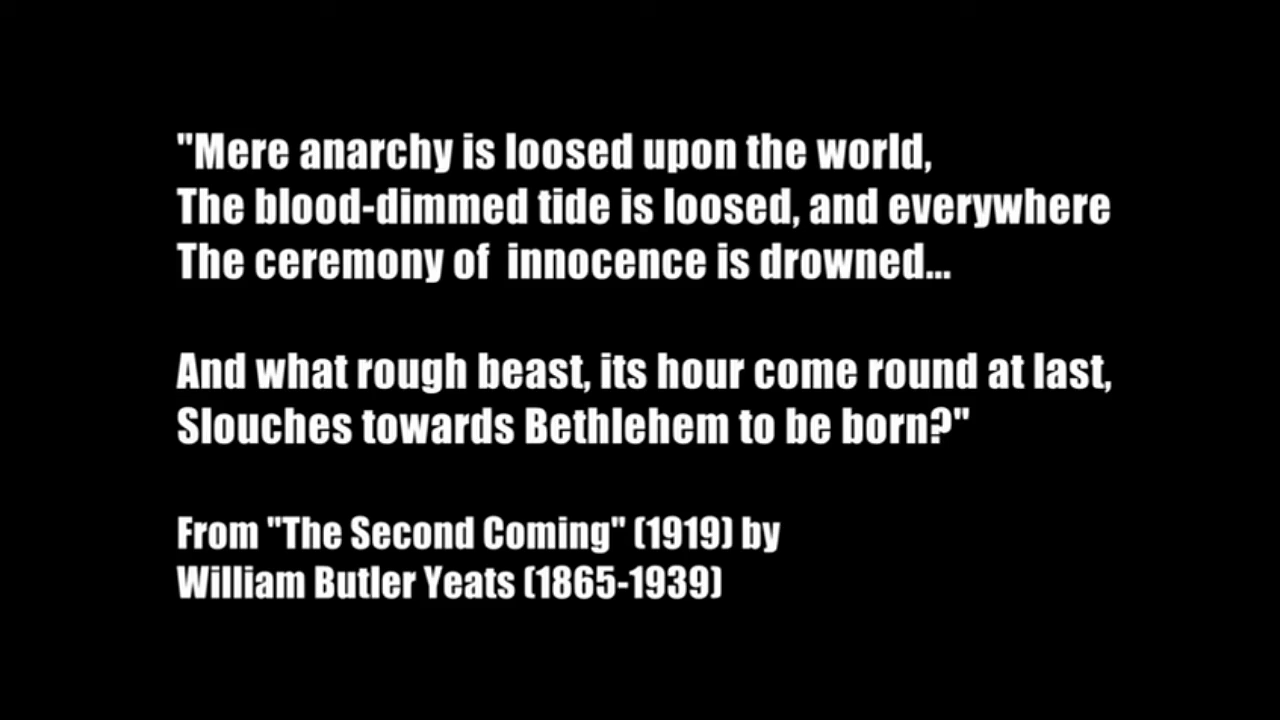 "Mere anarchy is loosed upon the world,
The blood-dimmed tide is loosed, and everywhere
The ceremony of  innocence is drowned...
And what rough beast, its hour come round at last,
Slouches towards Bethlehem to be born?"
From "The Second Coming" (1919) by
William Butler Yeats (1865-1939)